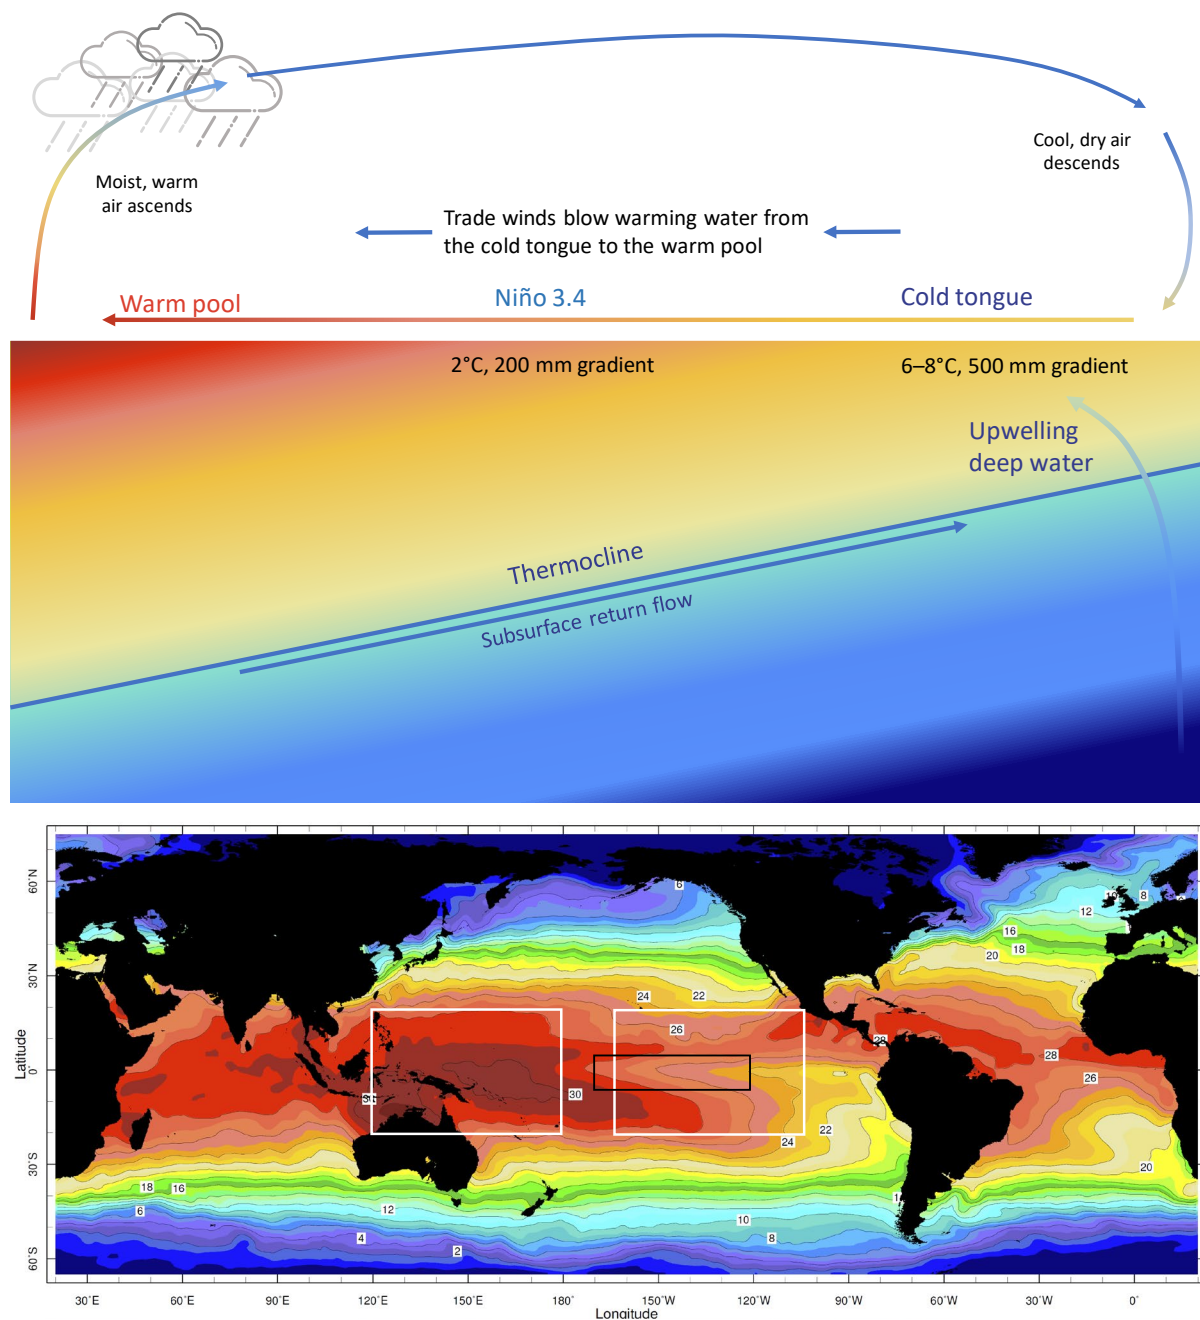 Cool, dry air
descends
Moist, warm
air ascends
Trade winds blow warming water from
the cold tongue to the warm pool
Warm pool
Niño 3.4
Cold tongue
2°C, 200 mm gradient
6–8°C, 500 mm gradient
Upwelling
deep water
Thermocline
Subsurface return flow
60°N
30°N
0°
30°S
60°S
Latitude
6
8
12
16
18
20
24
22
26
28
28
26
30
22
24
20
18
16
6
12
10
4
8
2
30°E
60°E
90°E
120°E
150°E
180°
150°W
120°W
90°W
60°W
30°W
0°
Longitude